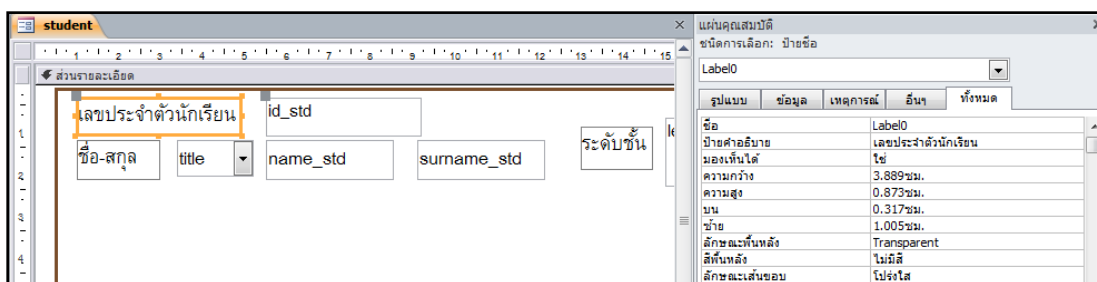 student
แผ่นคุณสมบัติ
ชนิดการเลือก: ป้ายชื่อ
Label0
รูปแบบ ข้อมูล เหตุการณ์ อื่นๆ ทั้งหมด
ชื่อ Label0
ป้ายคำอธิบาย เลขประจำตัวนักเรียน
มองเห็นได้ ใช่
ความกว้าง 3.889ซม.
ความสูง 0.873ซม.
บน 0.317ซม.
ซ้าย 1.005ซม.
ลักษณะพื้นหลัง Transparent
สีพื้นหลัง ไม่มีสี
ลักษณะเส้นขอบ โปร่งใส
1 2 3 4 5 6 7 8 9 10 11 12 13 14 15
ส่วนรายละเอียด
เลขประจำตัวนักเรียน id_std
ชื่อ-สกุล title name_std surname_std ระดับชั้น le
1
2
3
4